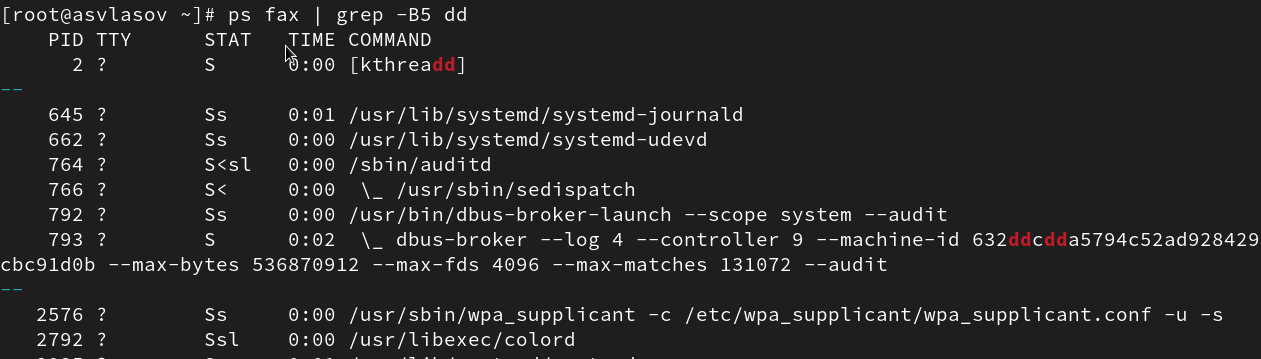 [root@asvlasov ~]# ps fax | grep -B5 dd
    PID TTY      STAT   TIME COMMAND
      2 ?        S      0:00 [kthreadd]
--
    645 ?        Ss     0:01 /usr/lib/systemd/systemd-journald
    662 ?        Ss     0:00 /usr/lib/systemd/systemd-udevd
    764 ?        S<sl   0:00 /sbin/auditd
    766 ?        S<     0:00  \_ /usr/sbin/sedispatch
    792 ?        Ss     0:00 /usr/bin/dbus-broker-launch --scope system --audit
    793 ?        S      0:02  \_ dbus-broker --log 4 --controller 9 --machine-id 632ddcdda5794c52ad928429
cbc91d0b --max-bytes 536870912 --max-fds 4096 --max-matches 131072 --audit
--
   2576 ?        Ss     0:00 /usr/sbin/wpa_supplicant -c /etc/wpa_supplicant/wpa_supplicant.conf -u -s
   2792 ?        Ssl    0:00 /usr/libexec/colord